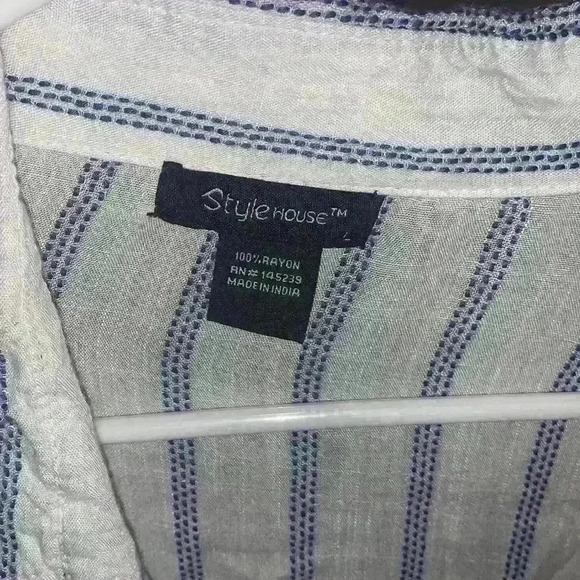 Style HOUSE™
L
100% RAYON
RN# 145239
MADE IN INDIA